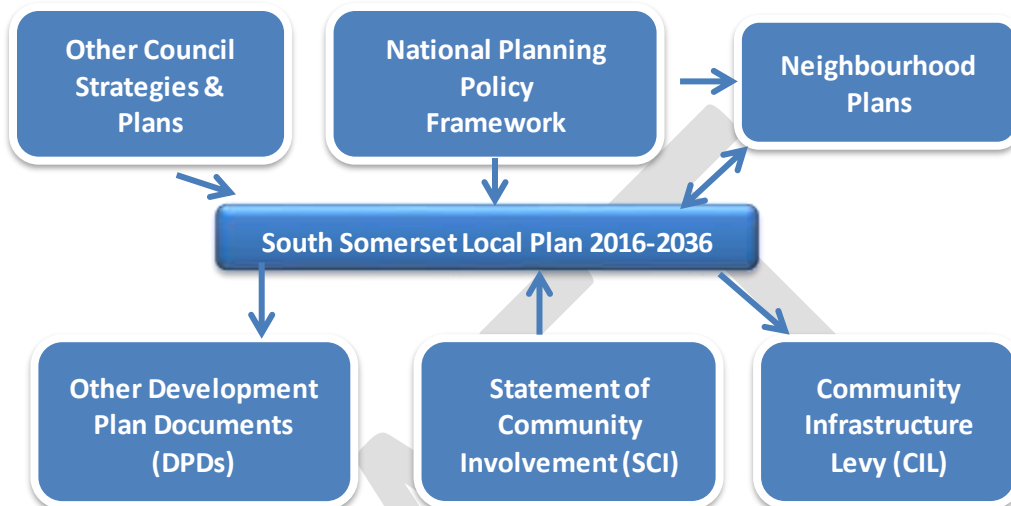 Other Council
Strategies &
Plans
National Planning
Policy
Framework
Neighbourhood
Plans
South Somerset Local Plan 2016-2036
Other Development
Plan Documents
(DPDs)
Statement of
Community
Involvement (SCI)
Community
Infrastructure
Levy (CIL)